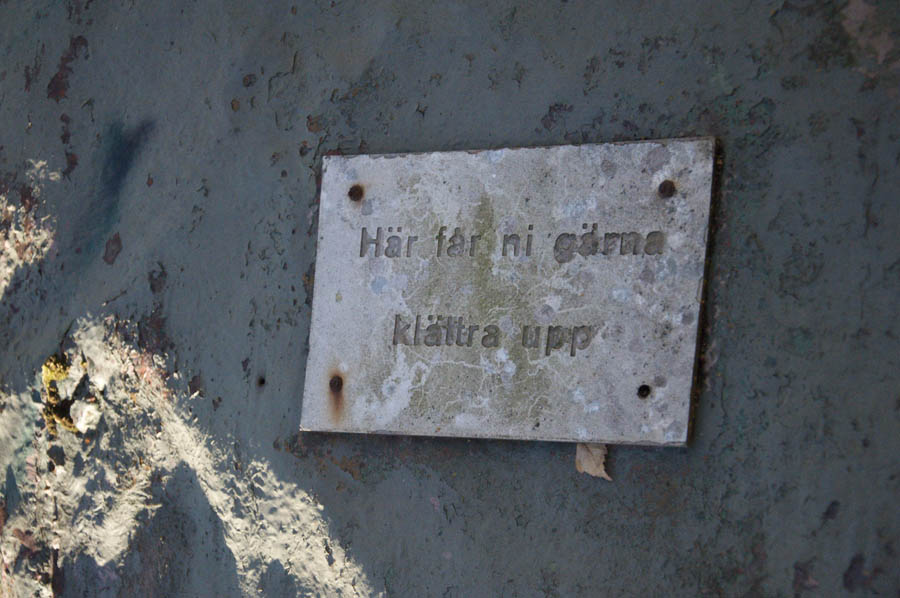 Här får ni gärna
klättra upp